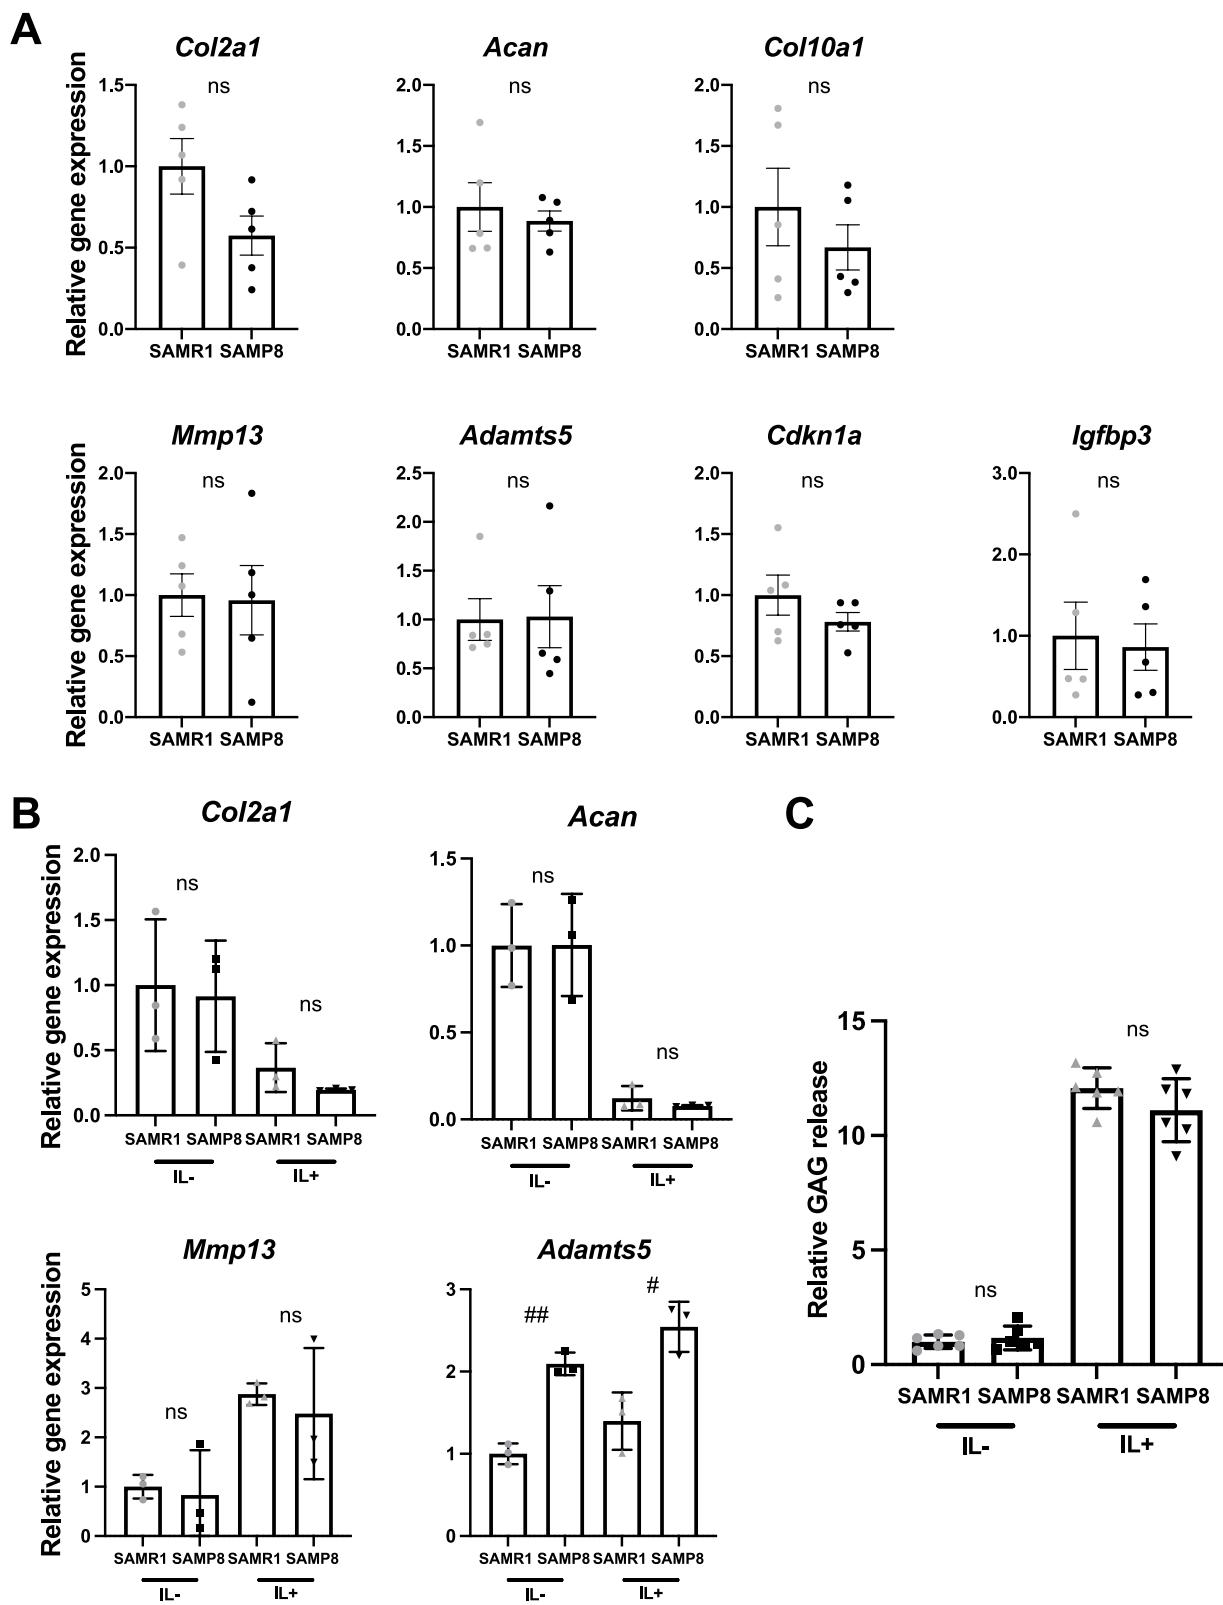 A
Col2a1
Acan
Col10a1
Relative gene expression
1.5
1.0
0.5
0.0
ns
SAMR1 SAMP8
2.0
1.5
1.0
0.5
0.0
ns
SAMR1 SAMP8
2.0
1.5
1.0
0.5
0.0
ns
SAMR1 SAMP8
Mmp13
Adamts5
Cdkn1a
Igfbp3
Relative gene expression
2.0
1.5
1.0
0.5
0.0
ns
SAMR1 SAMP8
2.5
2.0
1.5
1.0
0.5
0.0
ns
SAMR1 SAMP8
2.0
1.5
1.0
0.5
0.0
ns
SAMR1 SAMP8
3.0
2.0
1.0
0.0
ns
SAMR1 SAMP8
B
Col2a1
Relative gene expression
2.0
1.5
1.0
0.5
0.0
ns
ns
SAMR1 SAMP8 SAMR1 SAMP8
IL- IL+
Acan
1.5
1.0
0.5
0.0
ns
ns
SAMR1 SAMP8 SAMR1 SAMP8
IL- IL+
Mmp13
Relative gene expression
5
4
3
2
1
0
ns
ns
SAMR1 SAMP8 SAMR1 SAMP8
IL- IL+
Adamts5
3
2
1
0
##
#
SAMR1 SAMP8 SAMR1 SAMP8
IL- IL+
C
Relative GAG release
15
10
5
0
ns
ns
SAMR1 SAMP8 SAMR1 SAMP8
IL- IL+